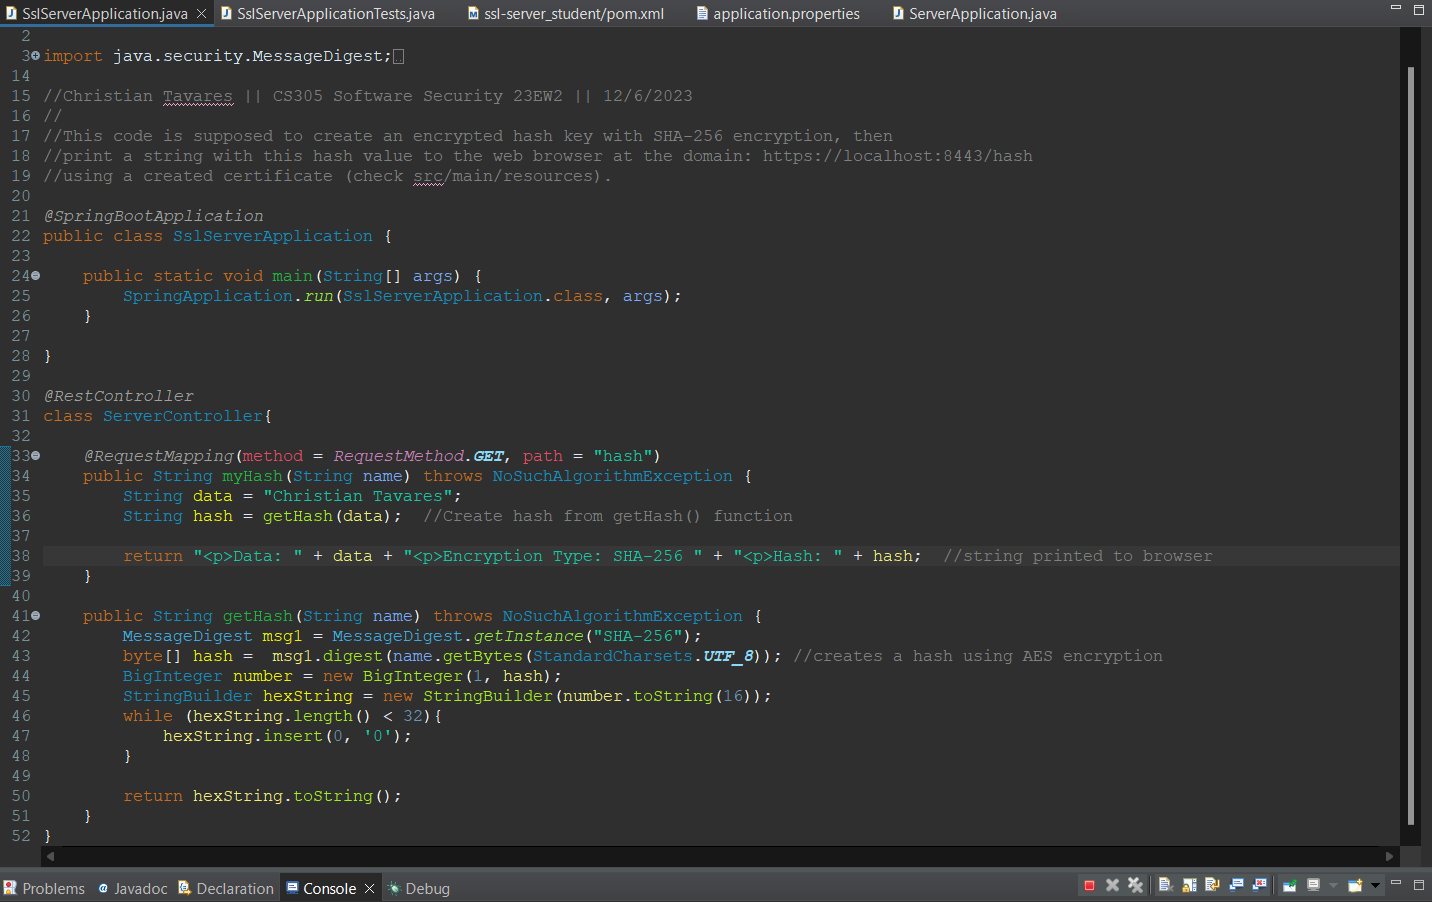 SslServerApplication.java SslServerApplicationTests.java ssl-server_student/pom.xml application.properties ServerApplication.java
2
3 import java.security.MessageDigest;
14
15 //Christian Tavares || CS305 Software Security 23EW2 || 12/6/2023
16 //
17 //This code is supposed to create an encrypted hash key with SHA-256 encryption, then
18 //print a string with this hash value to the web browser at the domain: https://localhost:8443/hash
19 //using a created certificate (check src/main/resources).
20
21 @SpringBootApplication
22 public class SslServerApplication {
23
24     public static void main(String[] args) {
25         SpringApplication.run(SslServerApplication.class, args);
26     }
27
28 }
29
30 @RestController
31 class ServerController{
32
33     @RequestMapping(method = RequestMethod.GET, path = "hash")
34     public String myHash(String name) throws NoSuchAlgorithmException {
35         String data = "Christian Tavares";
36         String hash = getHash(data);  //Create hash from getHash() function
37
38         return "<p>Data: " + data + "<p>Encryption Type: SHA-256 " + "<p>Hash: " + hash;  //string printed to browser
39     }
40
41     public String getHash(String name) throws NoSuchAlgorithmException {
42         MessageDigest msg1 = MessageDigest.getInstance("SHA-256");
43         byte[] hash =  msg1.digest(name.getBytes(StandardCharsets.UTF_8)); //creates a hash using AES encryption
44         BigInteger number = new BigInteger(1, hash);
45         StringBuilder hexString = new StringBuilder(number.toString(16));
46         while (hexString.length() < 32){
47             hexString.insert(0, '0');
48         }
49
50         return hexString.toString();
51     }
52 }
Problems Javadoc Declaration Console Debug